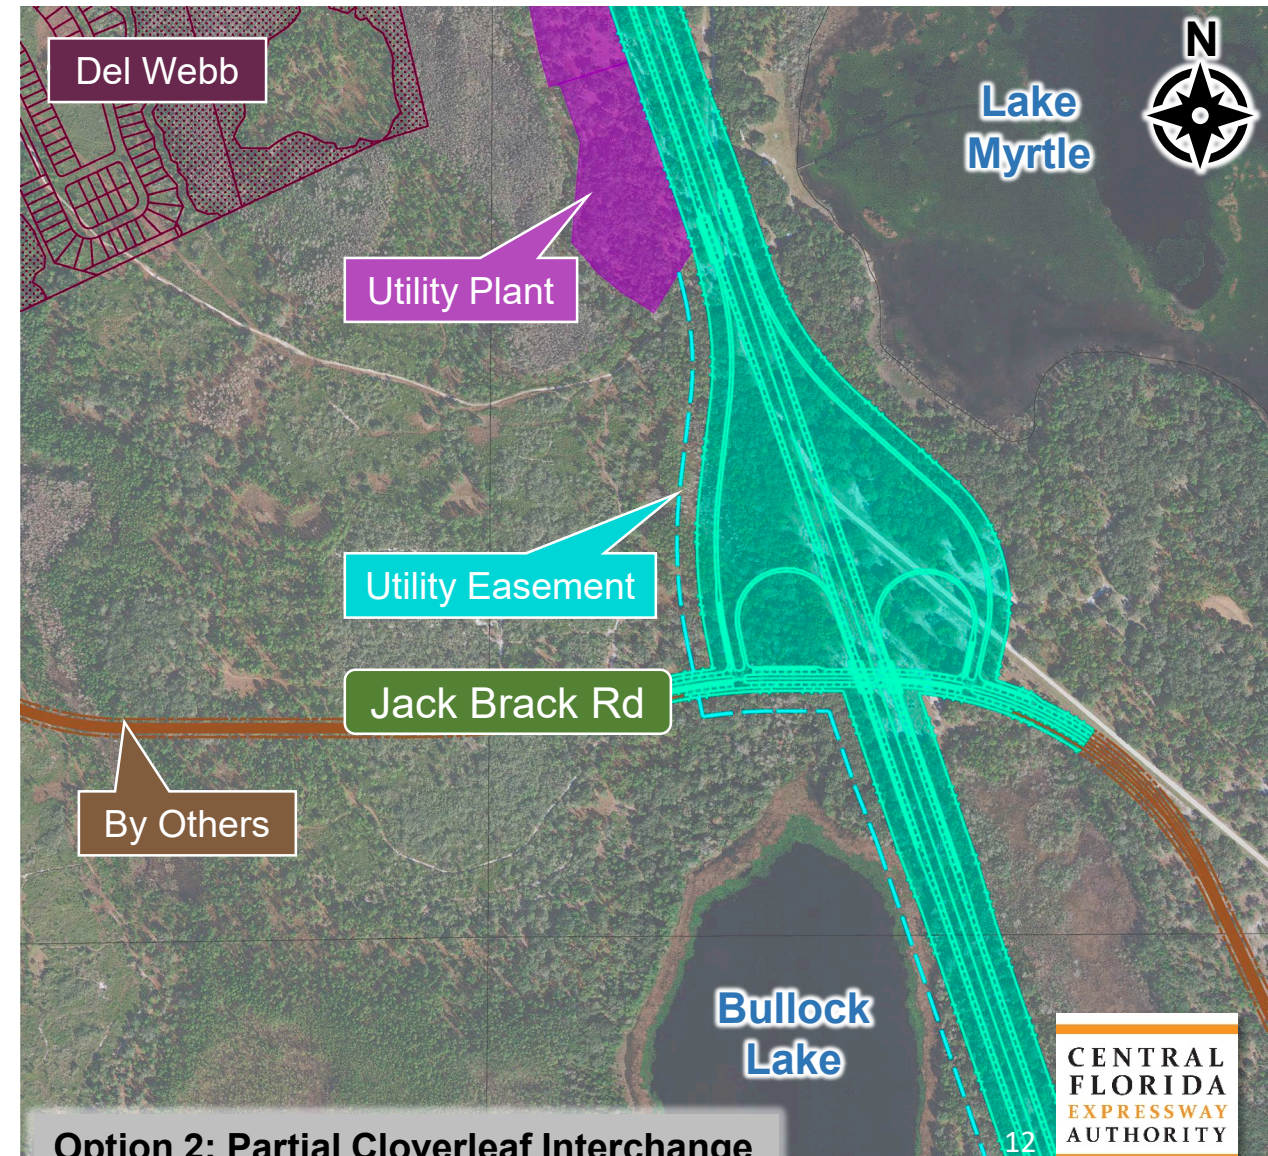 Del Webb
N
Lake
Myrtle
Utility Plant
Utility Easement
Jack Brack Rd
By Others
Bullock
Lake
CENTRAL
FLORIDA
EXPRESSWAY
AUTHORITY
12
Option 2: Partial Cloverleaf Interchange